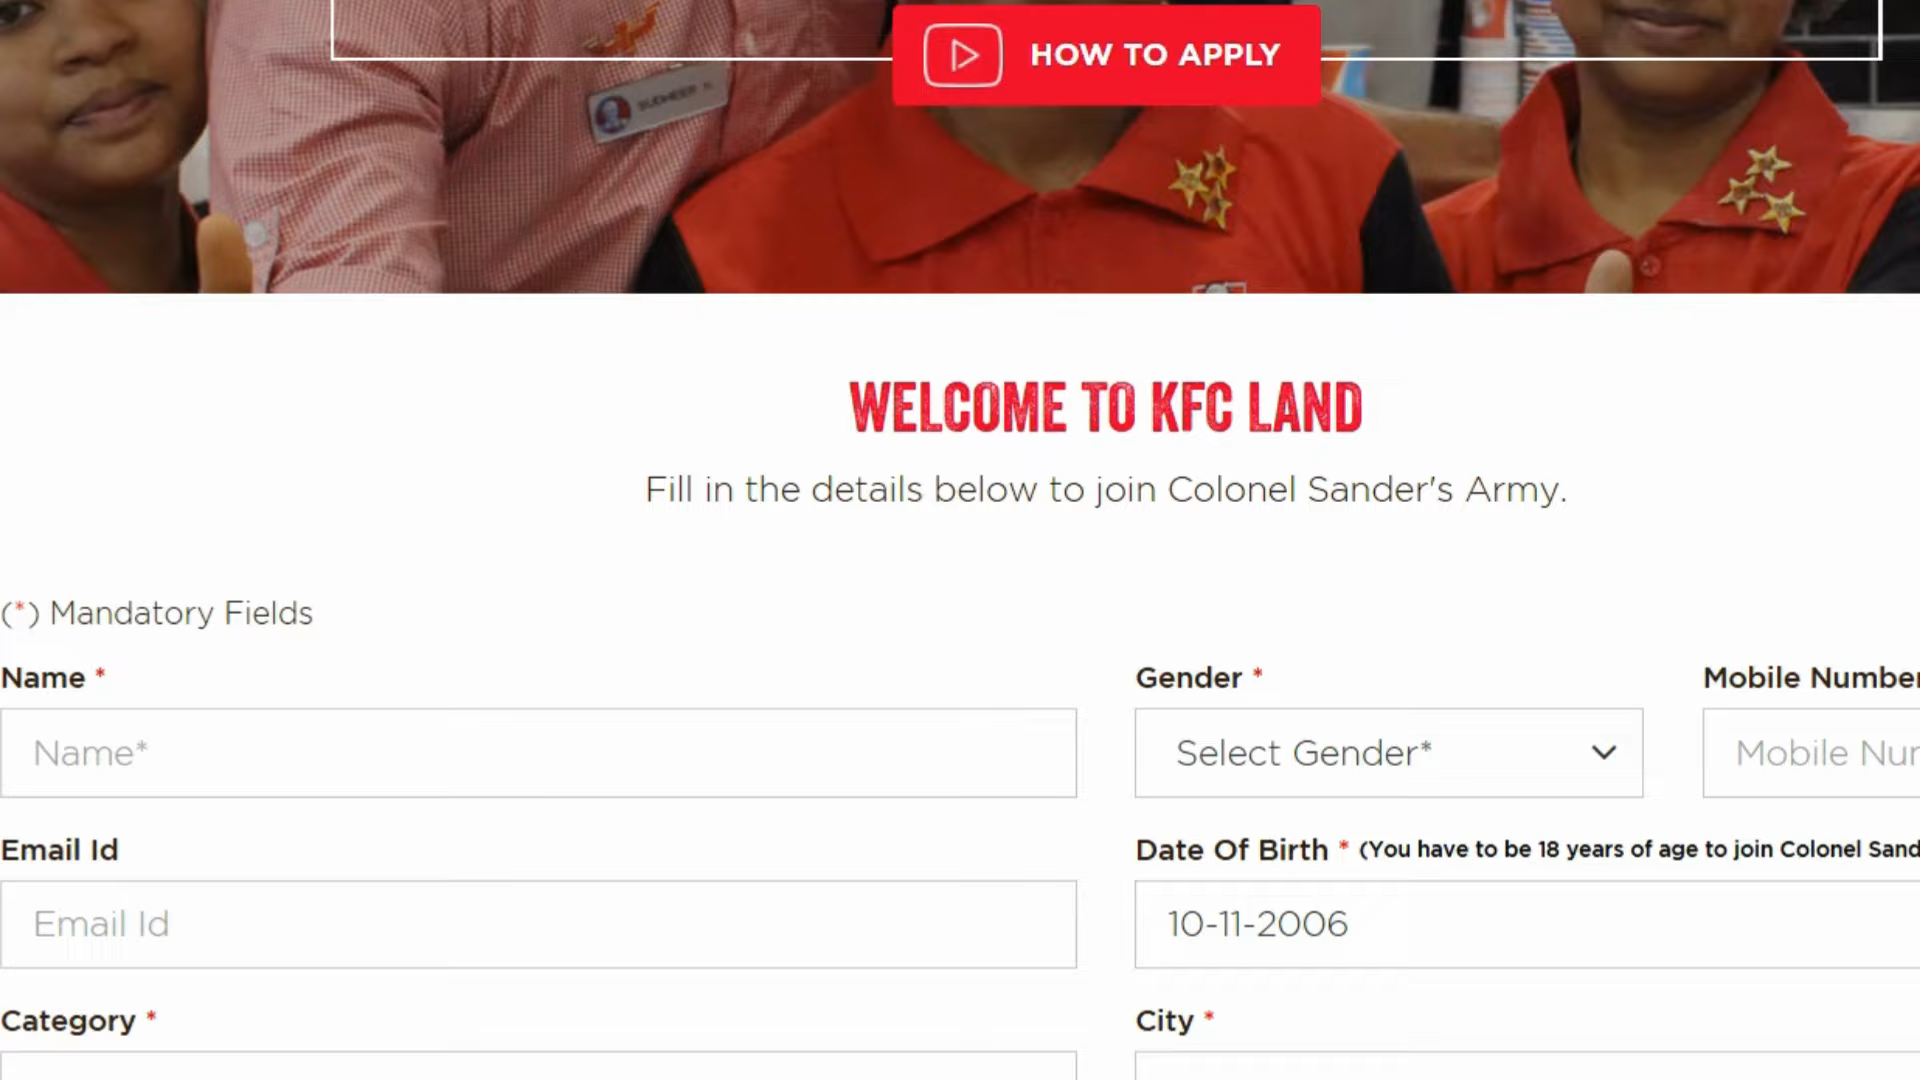 HOW TO APPLY
SUDHEER
WELCOME TO KFC LAND
Fill in the details below to join Colonel Sander's Army.
(*) Mandatory Fields
Name *
Gender *
Mobile Number
Name*
Select Gender*
Mobile Nu
Email Id
Date Of Birth * (You have to be 18 years of age to join Colonel Sand
Email Id
10-11-2006
Category *
City *